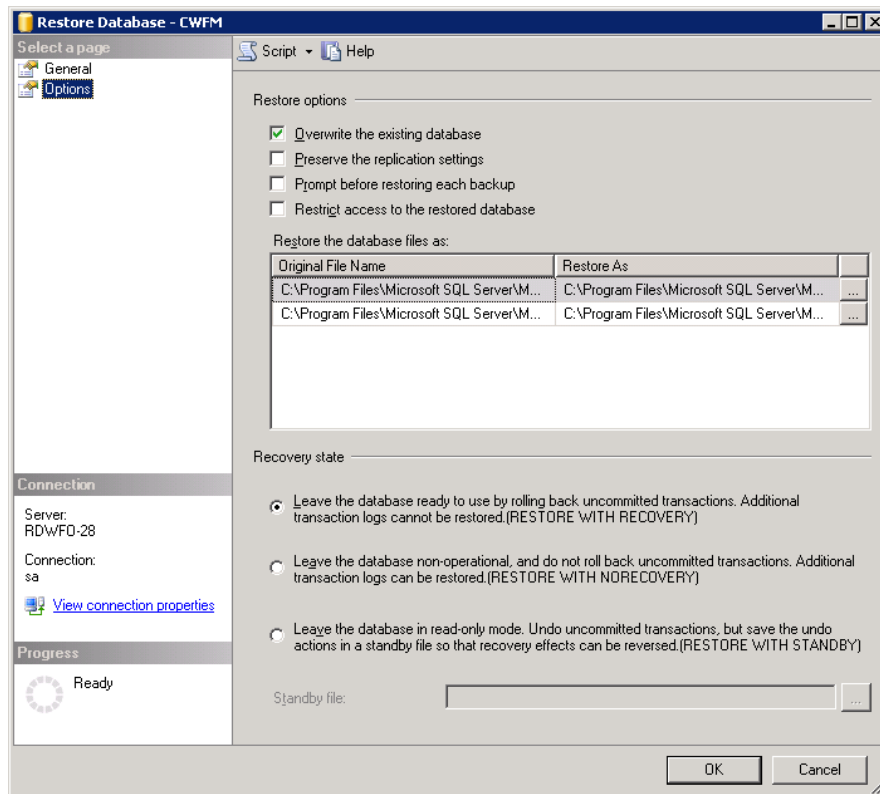 Restore Database - CWFM
Select a page
General
Options
Script
Help
Restore options
Overwrite the existing database
Preserve the replication settings
Prompt before restoring each backup
Restrict access to the restored database
Restore the database files as:
Original File Name Restore As
C:\Program Files\Microsoft SQL Server\M... C:\Program Files\Microsoft SQL Server\M... ...
C:\Program Files\Microsoft SQL Server\M... C:\Program Files\Microsoft SQL Server\M... ...
Recovery state
Leave the database ready to use by rolling back uncommitted transactions. Additional
transaction logs cannot be restored.(RESTORE WITH RECOVERY)
Leave the database non-operational, and do not roll back uncommitted transactions. Additional
transaction logs can be restored.(RESTORE WITH NORECOVERY)
Leave the database in read-only mode. Undo uncommitted transactions, but save the undo
actions in a standby file so that recovery effects can be reversed.(RESTORE WITH STANDBY)
Standby file: ...
Connection
Server:
RDWFO-28
Connection:
sa
View connection properties
Progress
Ready
OK Cancel